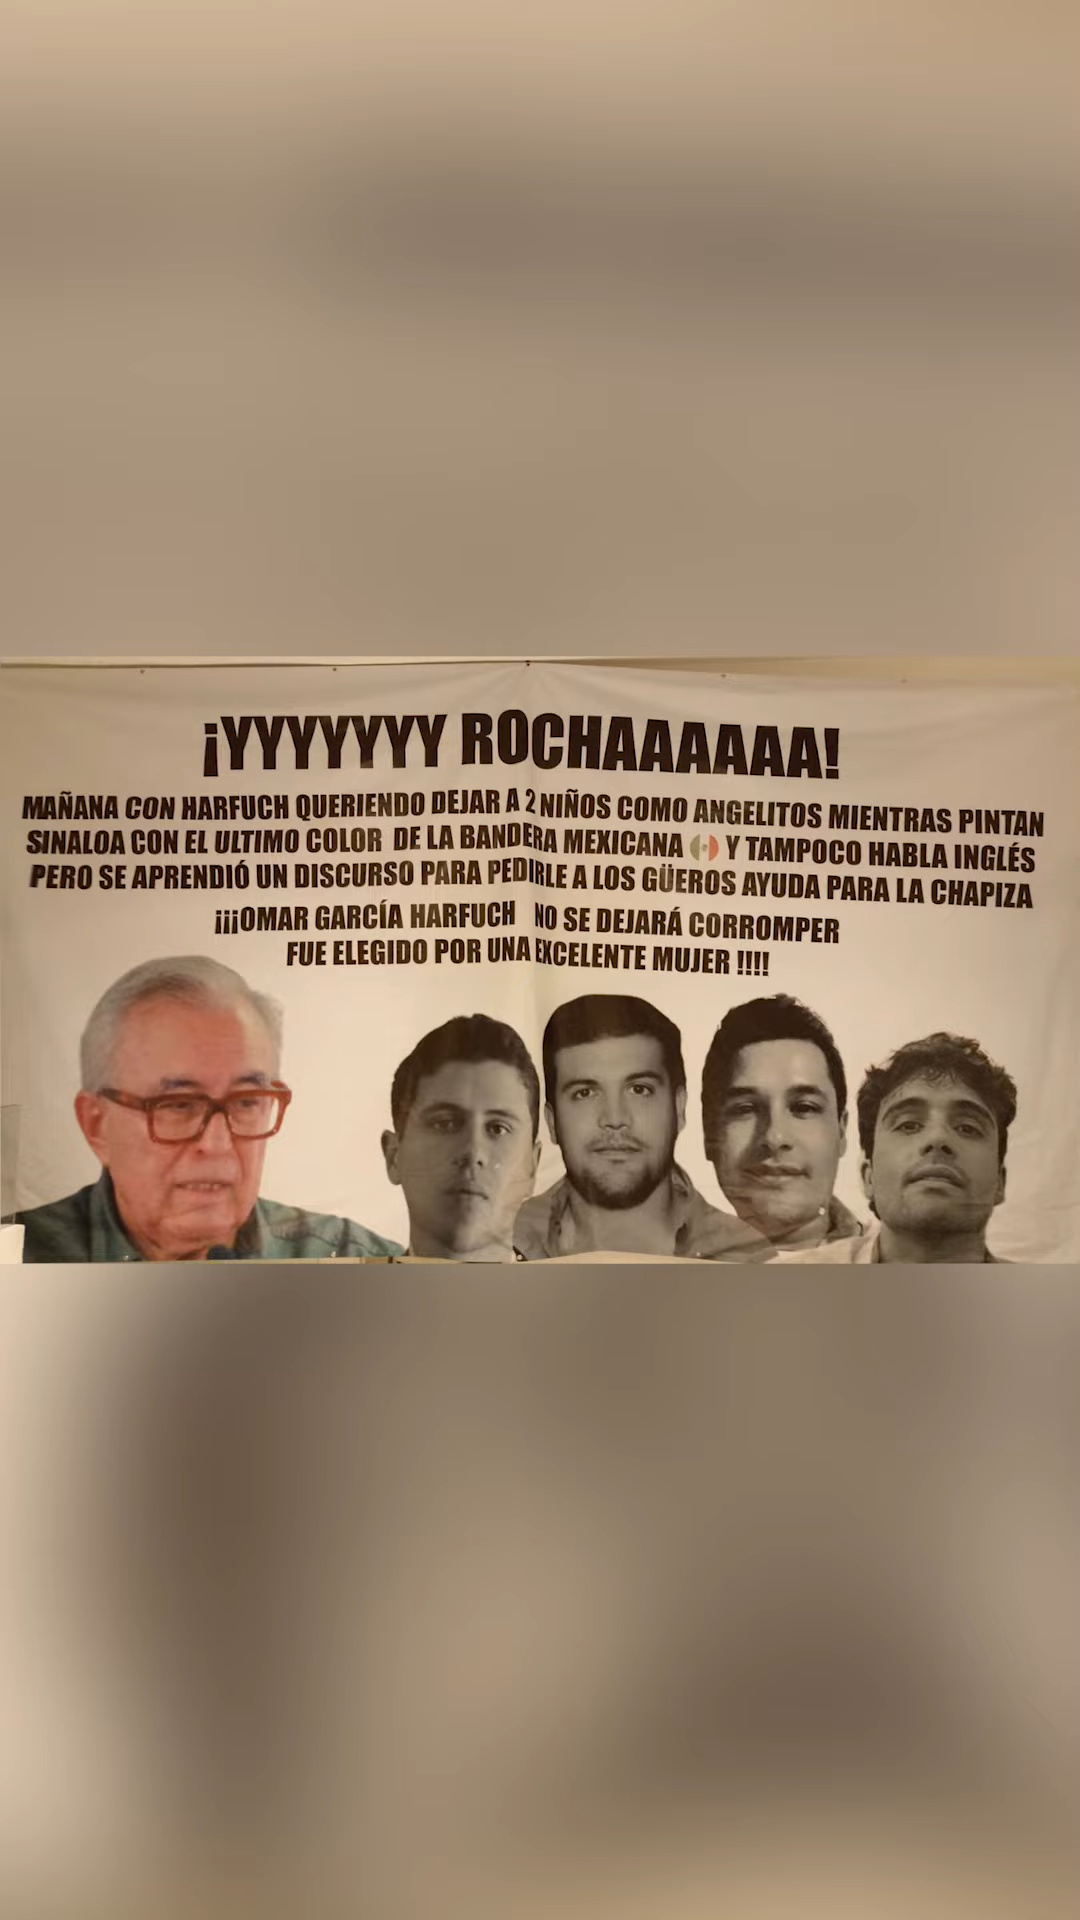 ¡YYYYYYY ROCHAAAAAA!
MAÑANA CON HARFUCH QUERIENDO DEJAR A 2 NIÑOS COMO ANGELITOS MIENTRAS PINTAN
SINALOA CON EL ULTIMO COLOR DE LA BANDERA MEXICANA 🇲🇽 Y TAMPOCO HABLA INGLÉS
PERO SE APRENDIÓ UN DISCURSO PARA PEDIRLE A LOS GÜEROS AYUDA PARA LA CHAPIZA
¡¡¡OMAR GARCÍA HARFUCH NO SE DEJARÁ CORROMPER
FUE ELEGIDO POR UNA EXCELENTE MUJER !!!!